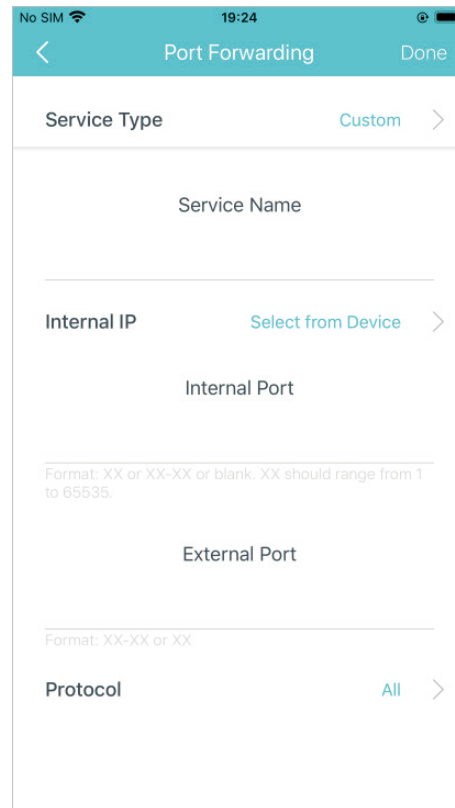 No SIM 19:24
Port Forwarding Done
Service Type Custom
Service Name
Internal IP Select from Device
Internal Port
Format: XX or XX-XX or blank. XX should range from 1
to 65535.
External Port
Format: XX-XX or XX
Protocol All